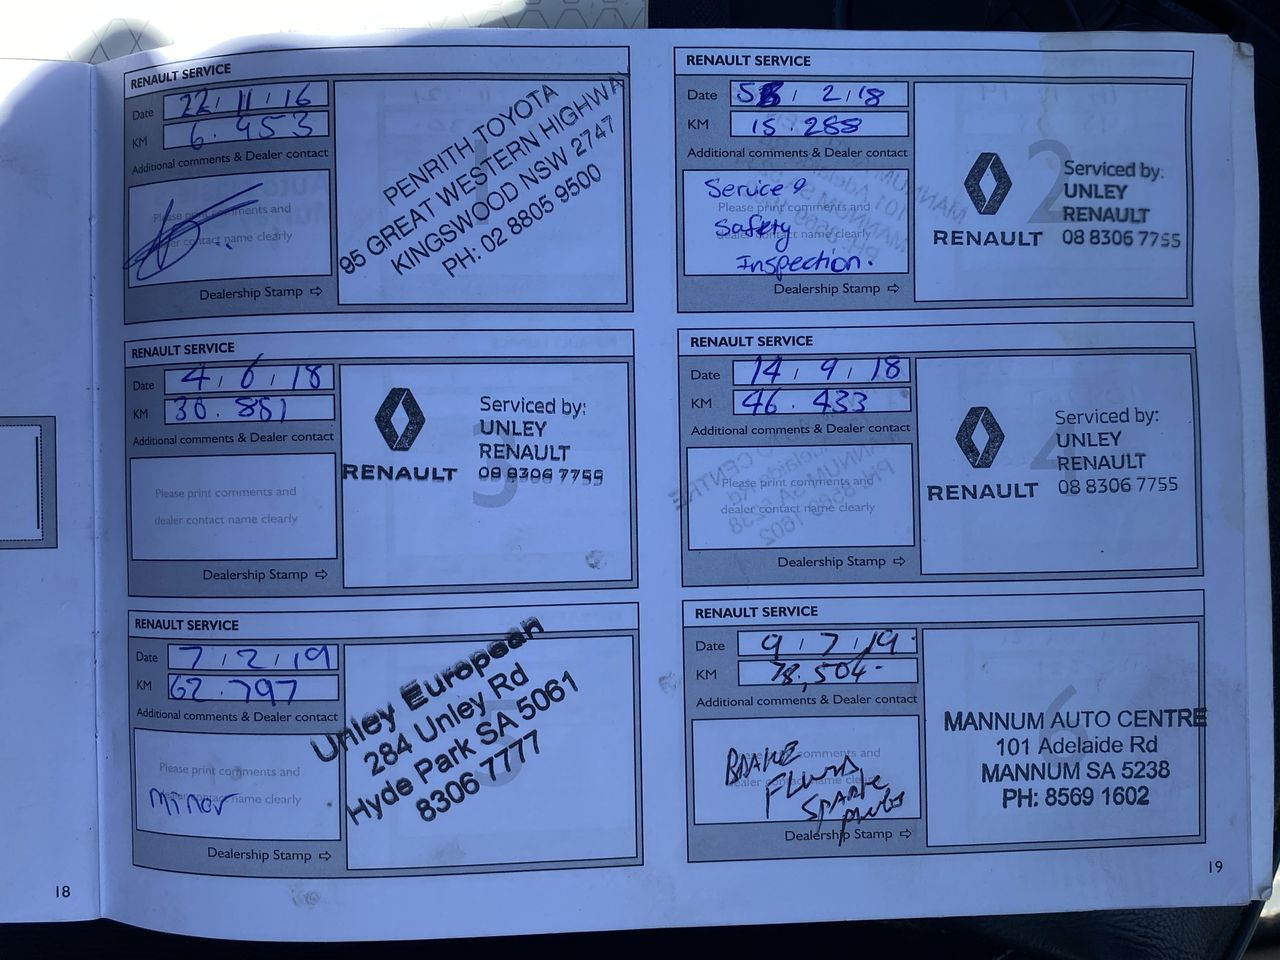 RENAULT SERVICE
Date 22 / 11 / 16
KM 6.453
Additional comments & Dealer contact
Please print comments and
dealer contact name clearly
Dealership Stamp ⇨
PENRITH TOYOTA
95 GREAT WESTERN HIGHWAY
KINGSWOOD NSW 2747
PH: 02 8805 9500
RENAULT SERVICE
Date / 2 / 18
KM 15.288
Additional comments & Dealer contact
Please print comments and
dealer contact name clearly
Service &
Safety
Inspection.
Dealership Stamp ⇨
2
RENAULT
Serviced by:
UNLEY
RENAULT
08 8306 7755
RENAULT SERVICE
Date 4 / 6 / 18
KM 30.881
Additional comments & Dealer contact
Please print comments and
dealer contact name clearly
Dealership Stamp ⇨
3
RENAULT
Serviced by:
UNLEY
RENAULT
08 8306 7755
RENAULT SERVICE
Date 14 / 9 / 18
KM 46.433
Additional comments & Dealer contact
Please print comments and
dealer contact name clearly
Dealership Stamp ⇨
4
RENAULT
Serviced by:
UNLEY
RENAULT
08 8306 7755
RENAULT SERVICE
Date 7 / 2 / 19
KM 62.797
Additional comments & Dealer contact
Please print comments and
dealer contact name clearly
minor
Dealership Stamp ⇨
5
Unley European
284 Unley Rd
Hyde Park SA 5061
8306 7777
RENAULT SERVICE
Date 9 / 7 / 19.
KM 78,504-
Additional comments & Dealer contact
Please print comments and
dealer contact name clearly
BRAKE
FLUID
SPARK
PLUGS
Dealership Stamp ⇨
6
MANNUM AUTO CENTRE
101 Adelaide Rd
MANNUM SA 5238
PH: 8569 1602
18
19